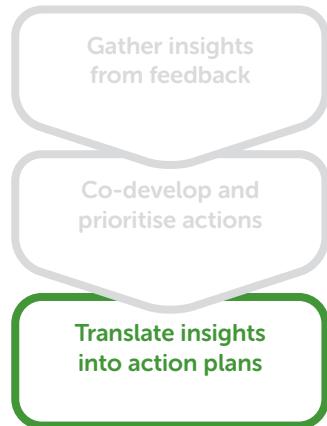 Gather insights
from feedback
Co-develop and
prioritise actions
Translate insights
into action plans